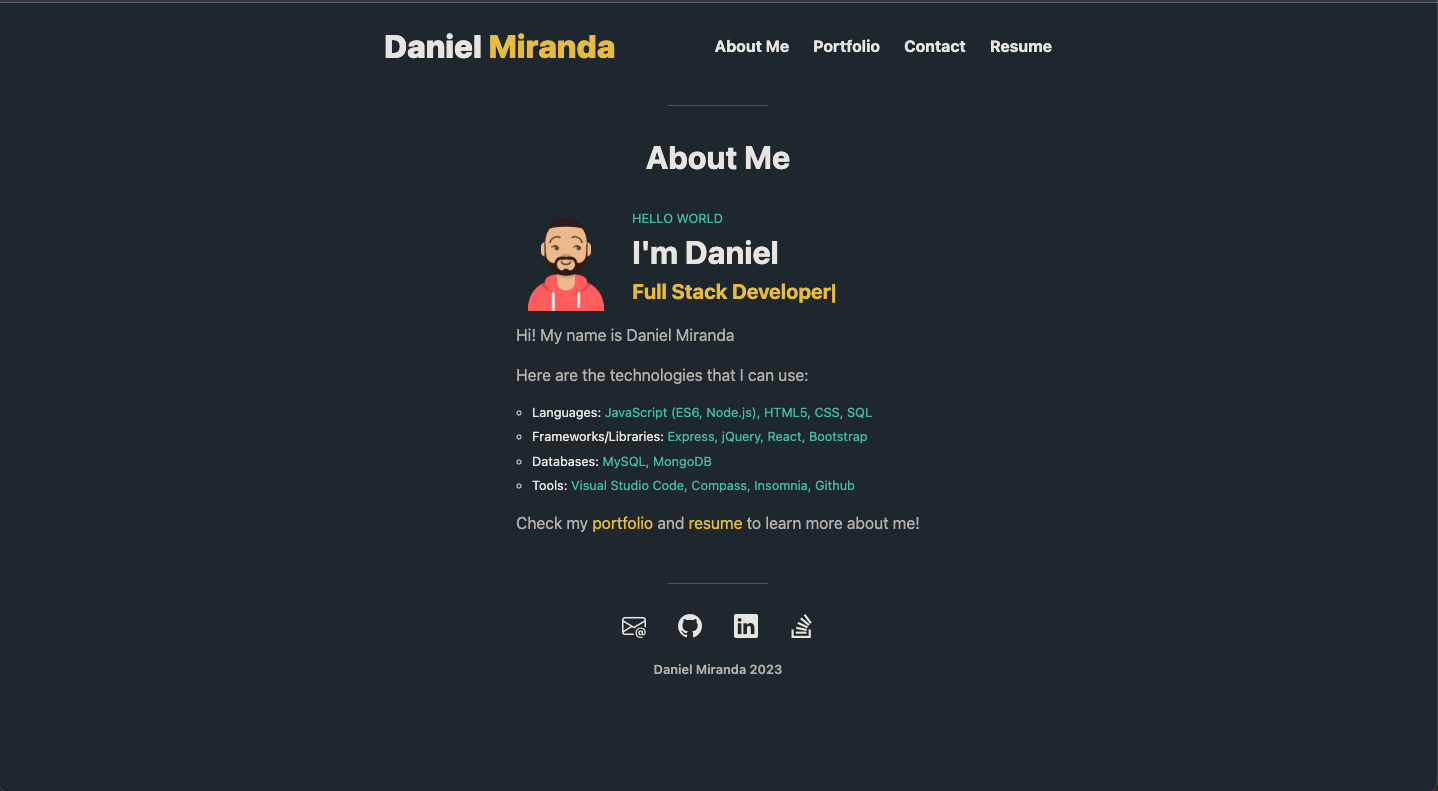 Daniel Miranda
About Me Portfolio Contact Resume
About Me
HELLO WORLD
I'm Daniel
Full Stack Developer|
Hi! My name is Daniel Miranda
Here are the technologies that I can use:
Languages: JavaScript (ES6, Node.js), HTML5, CSS, SQL
Frameworks/Libraries: Express, jQuery, React, Bootstrap
Databases: MySQL, MongoDB
Tools: Visual Studio Code, Compass, Insomnia, Github
Check my portfolio and resume to learn more about me!
Daniel Miranda 2023